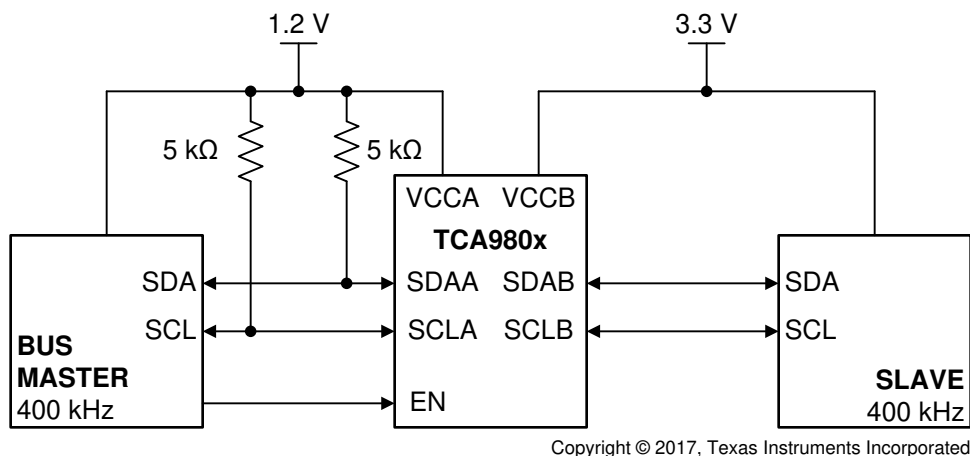 1.2 V
3.3 V
5 kΩ
5 kΩ
VCCA VCCB
TCA980x
SDA
SDAA SDAB
SDA
SCL
SCLA SCLB
SCL
BUS
MASTER
400 kHz
EN
SLAVE
400 kHz
Copyright © 2017, Texas Instruments Incorporated